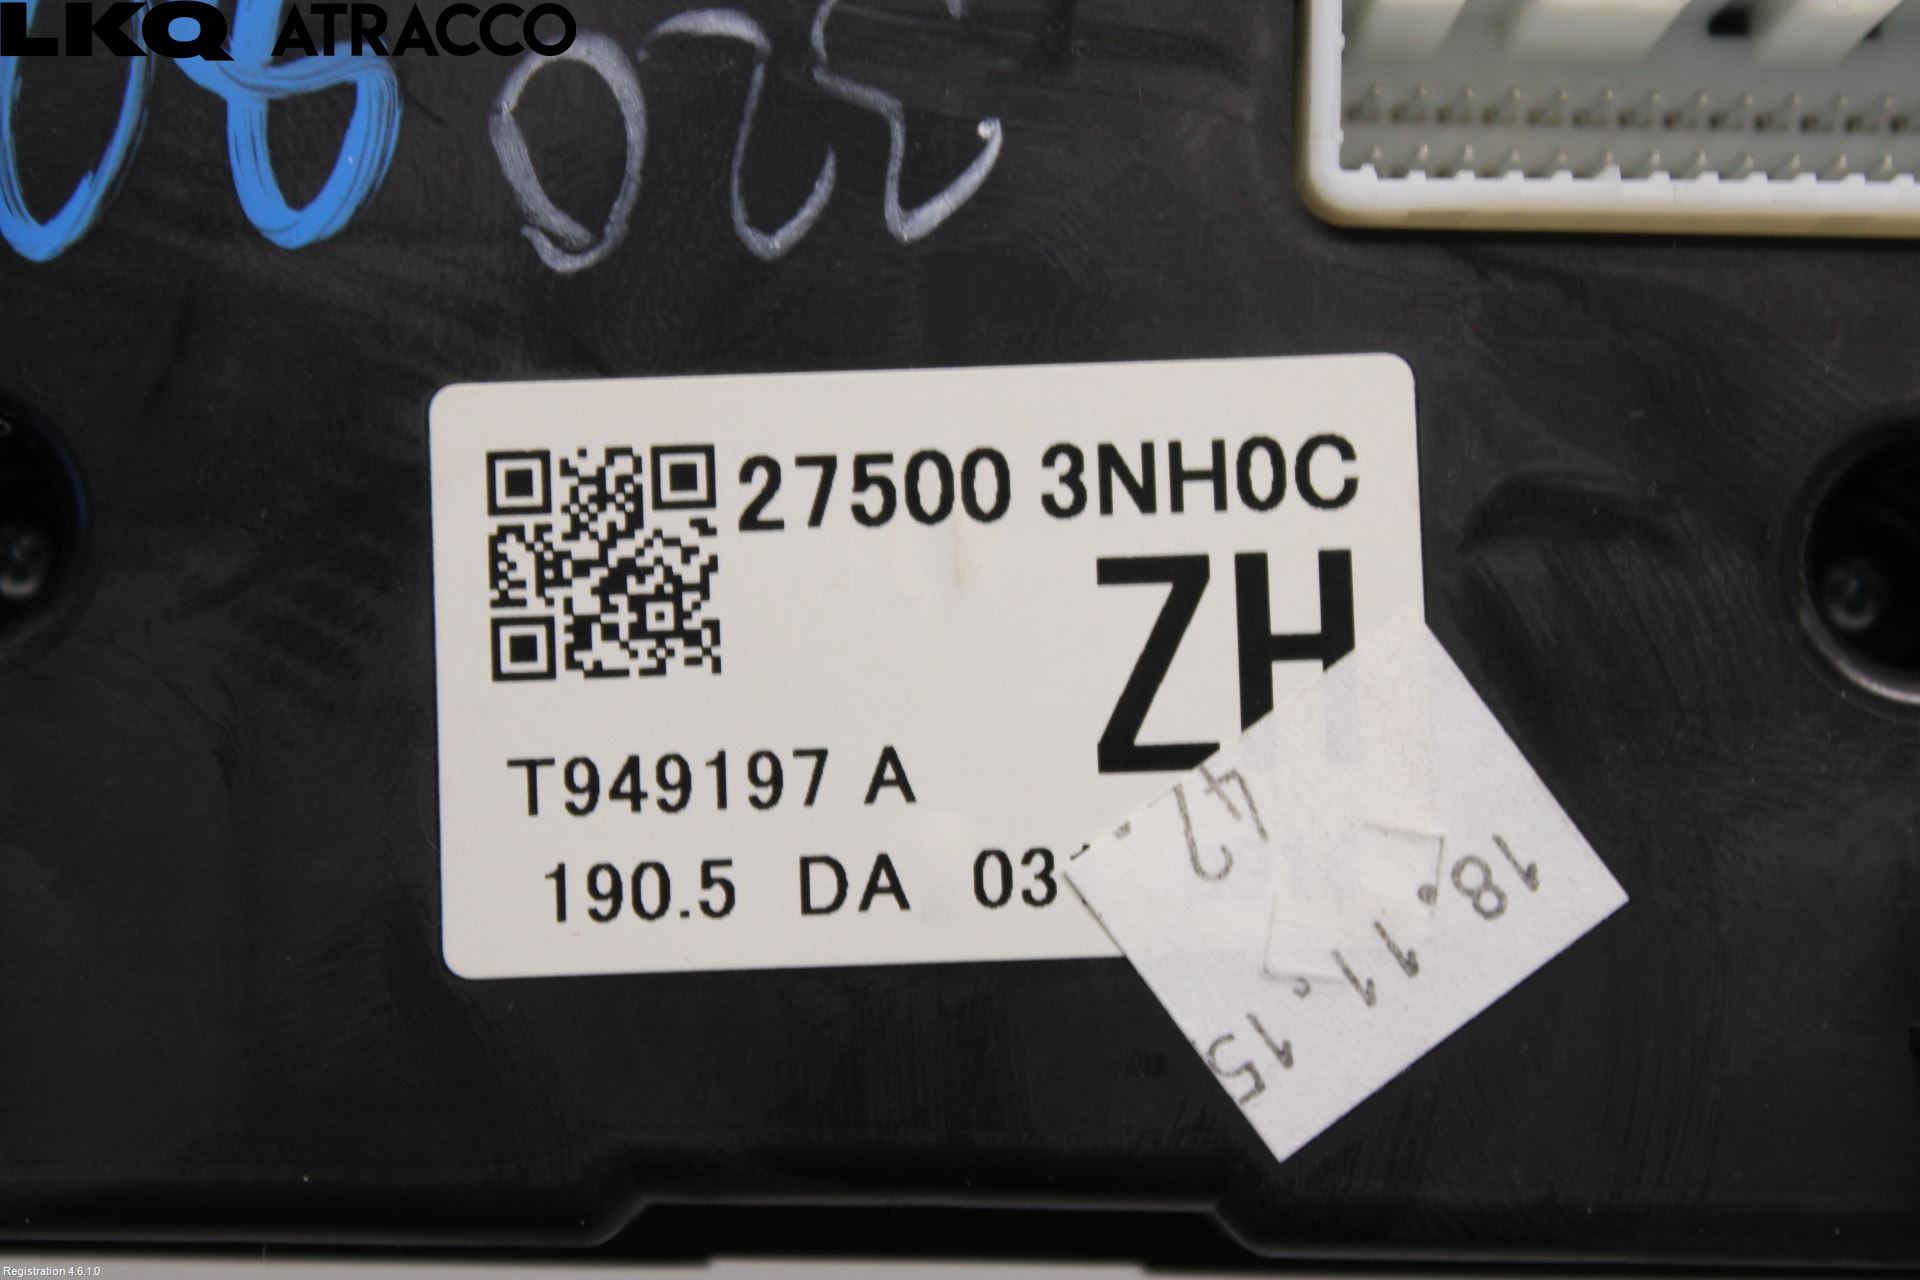 LKQ ATRACCO
320
27500 3NH0C
ZH
T949197 A
190.5 DA 03
18.11.15
42
Registration 4.6.1.0